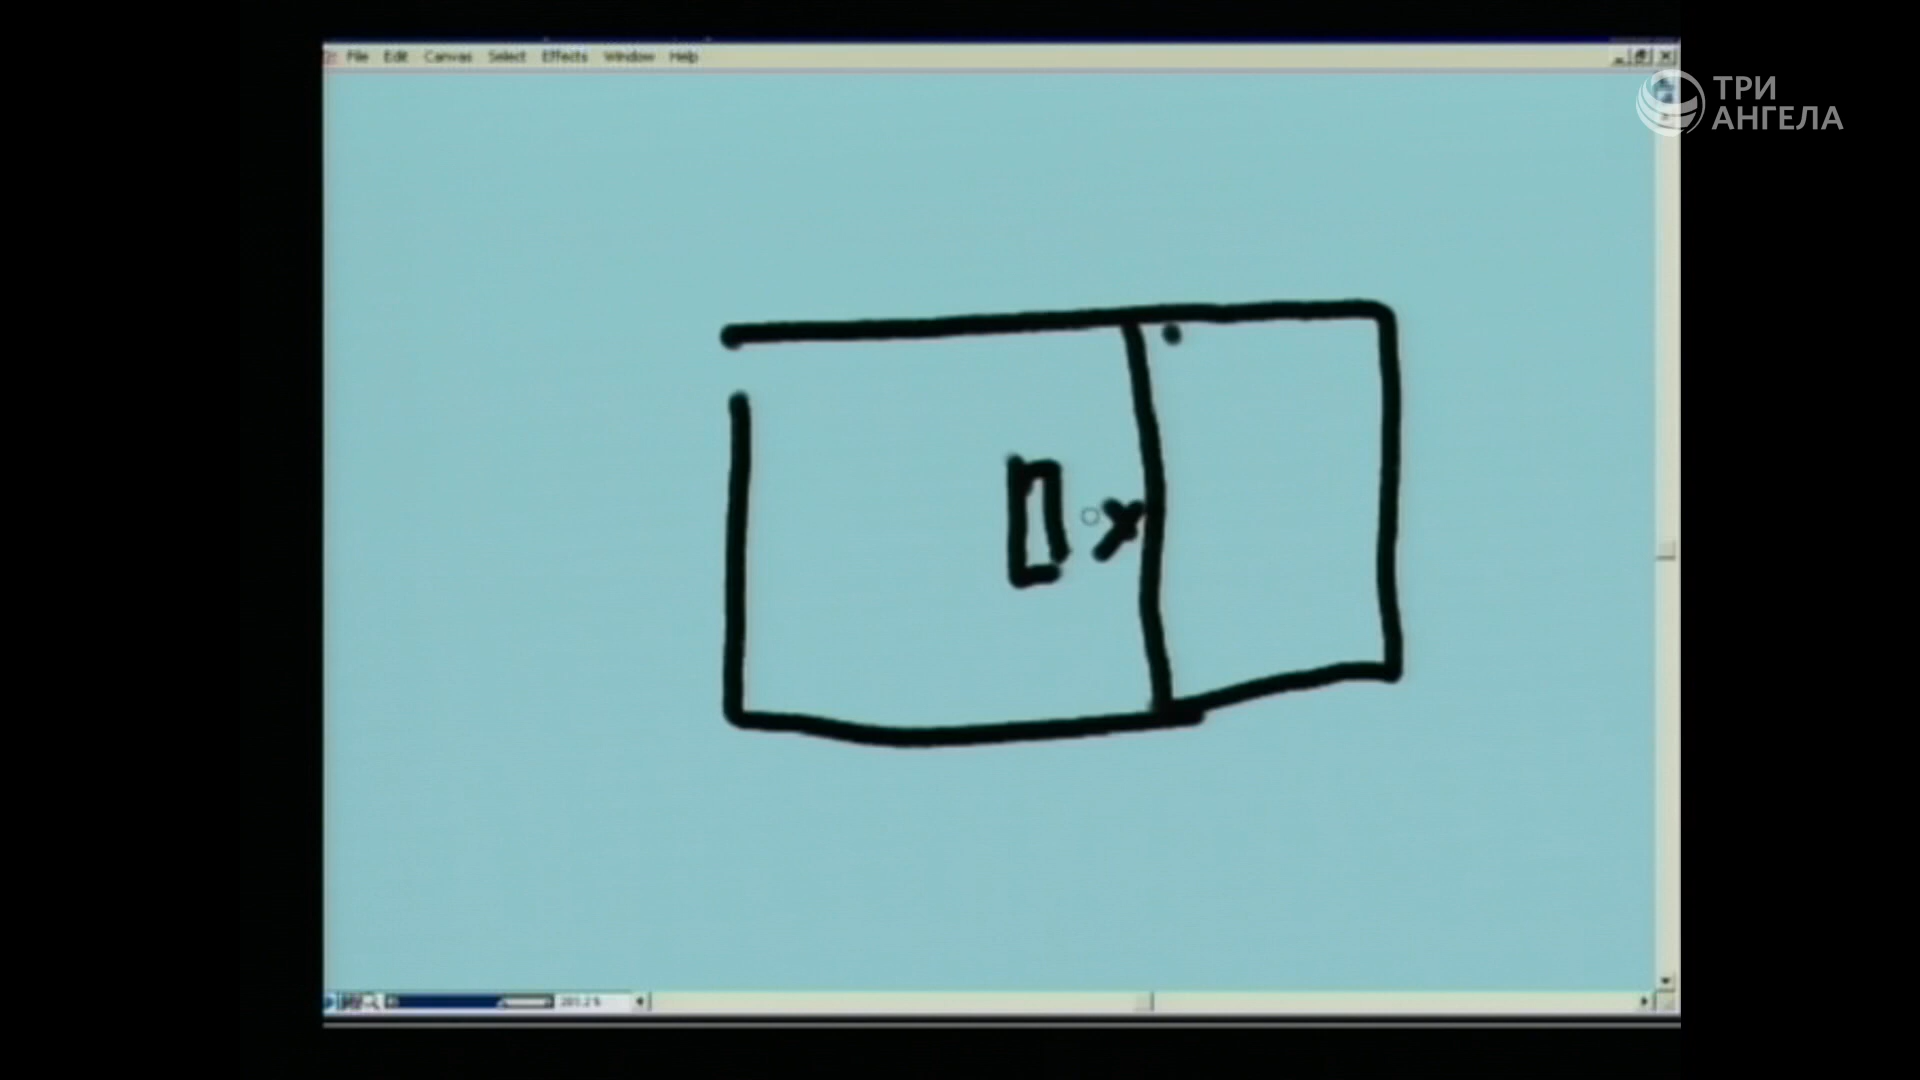 File Edit Canvas Select Effects Window Help
ТРИ
АНГЕЛА
x